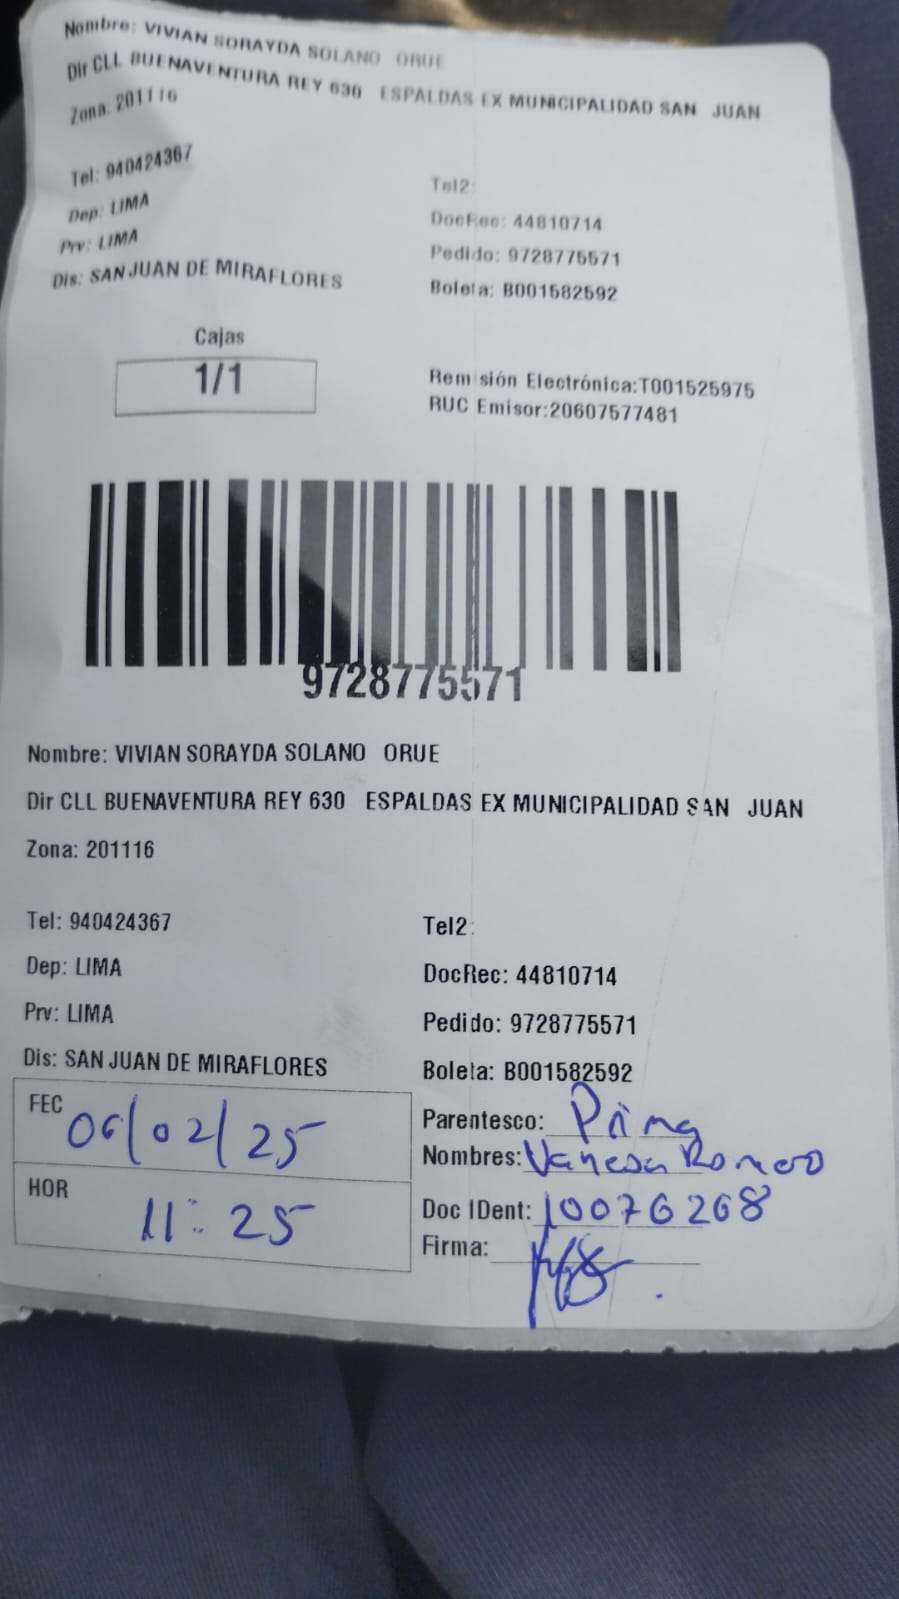 Nombre: VIVIAN SORAYDA SOLANO ORUE
Dir CLL BUENAVENTURA REY 630 ESPALDAS EX MUNICIPALIDAD SAN JUAN
Zona: 201116
Tel: 940424367
Tel2:
Dep: LIMA
DocRec: 44810714
Prv: LIMA
Pedido: 9728775571
Dis: SAN JUAN DE MIRAFLORES
Boleta: B001582592
Cajas
1/1
Remisión Electrónica:T001525975
RUC Emisor:20607577481
9728775571
Nombre: VIVIAN SORAYDA SOLANO ORUE
Dir CLL BUENAVENTURA REY 630 ESPALDAS EX MUNICIPALIDAD SAN JUAN
Zona: 201116
Tel: 940424367
Tel2:
Dep: LIMA
DocRec: 44810714
Prv: LIMA
Pedido: 9728775571
Dis: SAN JUAN DE MIRAFLORES
Boleta: B001582592
FEC 06/02/25
Parentesco: Prima
Nombres: Vanesa Romero
HOR 11:25
Doc IDent: 10076268
Firma: